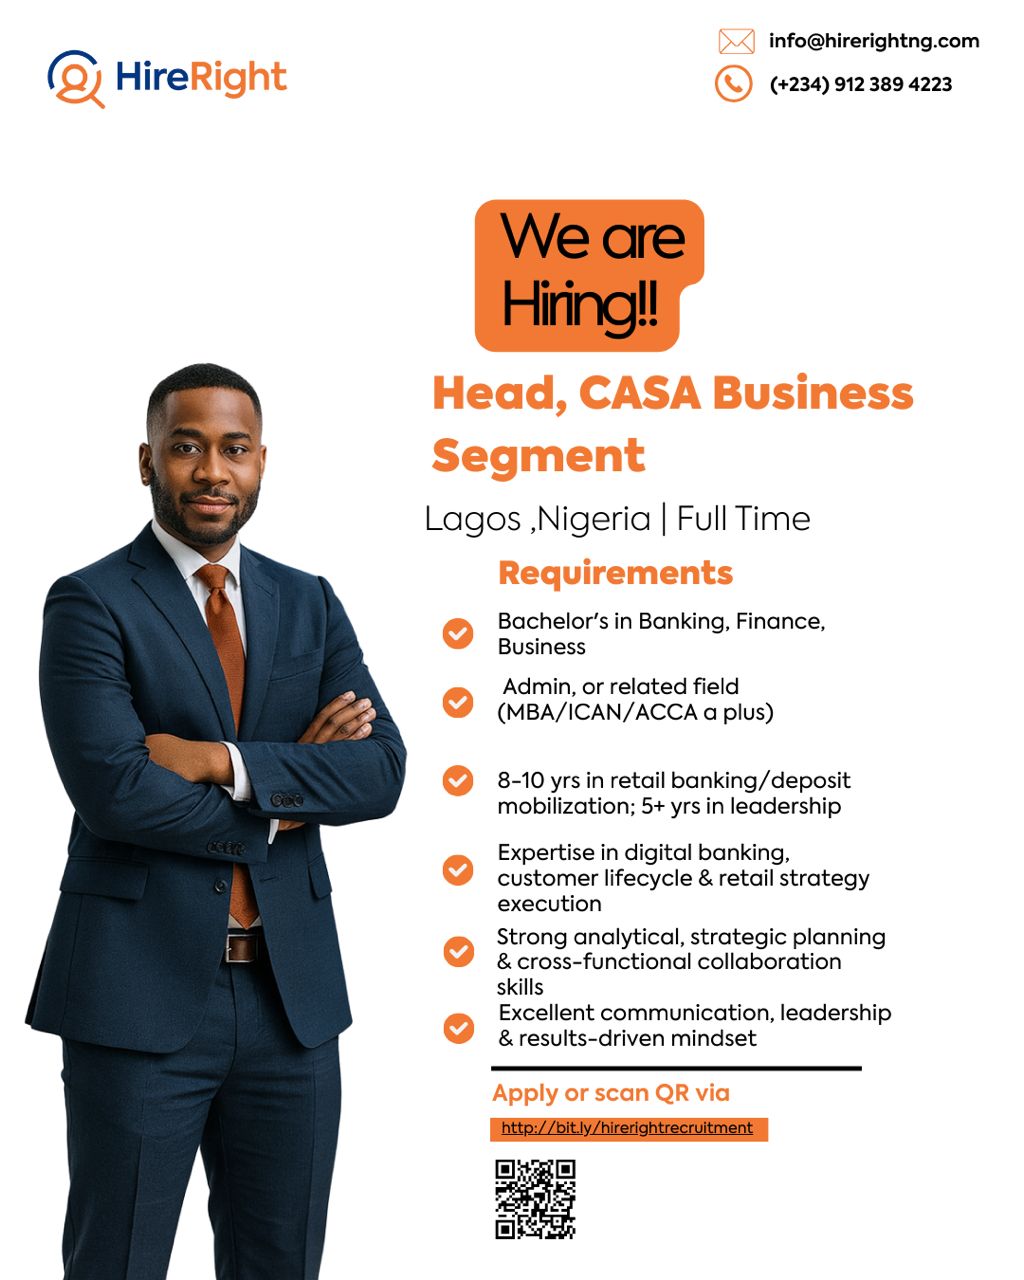 HireRight
info@hirerightng.com
(+234) 912 389 4223
We are
Hiring!!
Head, CASA Business
Segment
Lagos ,Nigeria | Full Time
Requirements
Bachelor's in Banking, Finance,
Business
Admin, or related field
(MBA/ICAN/ACCA a plus)
8-10 yrs in retail banking/deposit
mobilization; 5+ yrs in leadership
Expertise in digital banking,
customer lifecycle & retail strategy
execution
Strong analytical, strategic planning
& cross-functional collaboration
skills
Excellent communication, leadership
& results-driven mindset
Apply or scan QR via
http://bit.ly/hirerightrecruitment